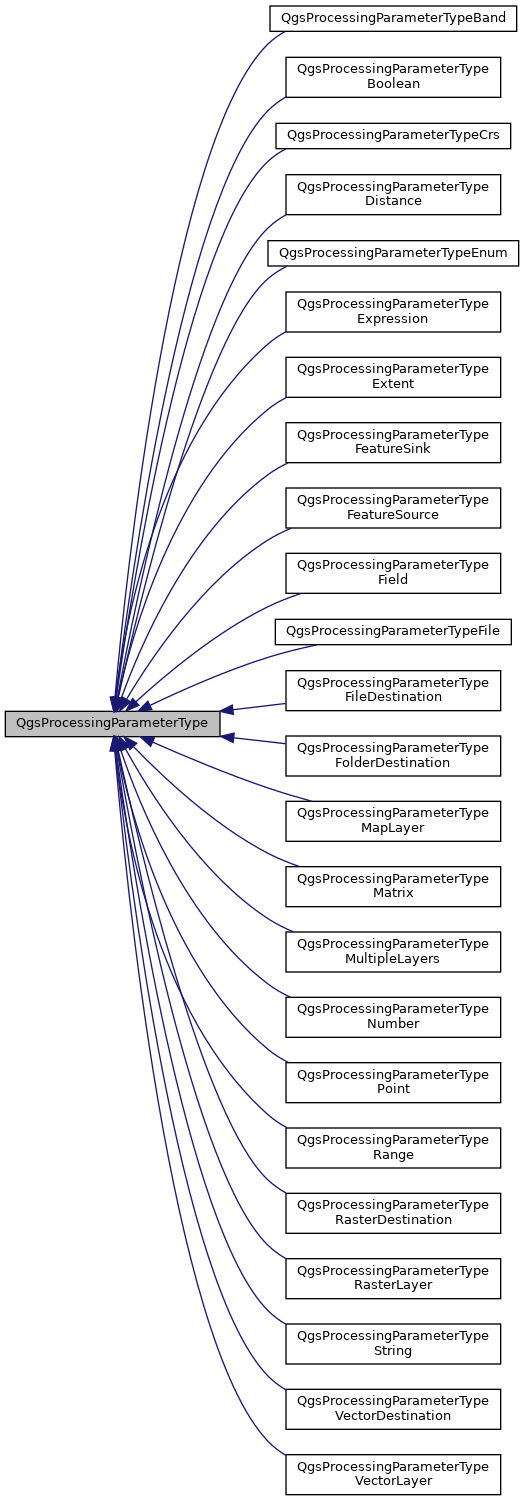 QgsProcessingParameterTypeBand
QgsProcessingParameterType
Boolean
QgsProcessingParameterTypeCrs
QgsProcessingParameterType
Distance
QgsProcessingParameterTypeEnum
QgsProcessingParameterType
Expression
QgsProcessingParameterType
Extent
QgsProcessingParameterType
FeatureSink
QgsProcessingParameterType
FeatureSource
QgsProcessingParameterType
Field
QgsProcessingParameterTypeFile
QgsProcessingParameterType
FileDestination
QgsProcessingParameterType
QgsProcessingParameterType
FolderDestination
QgsProcessingParameterType
MapLayer
QgsProcessingParameterType
Matrix
QgsProcessingParameterType
MultipleLayers
QgsProcessingParameterType
Number
QgsProcessingParameterType
Point
QgsProcessingParameterType
Range
QgsProcessingParameterType
RasterDestination
QgsProcessingParameterType
RasterLayer
QgsProcessingParameterType
String
QgsProcessingParameterType
VectorDestination
QgsProcessingParameterType
VectorLayer